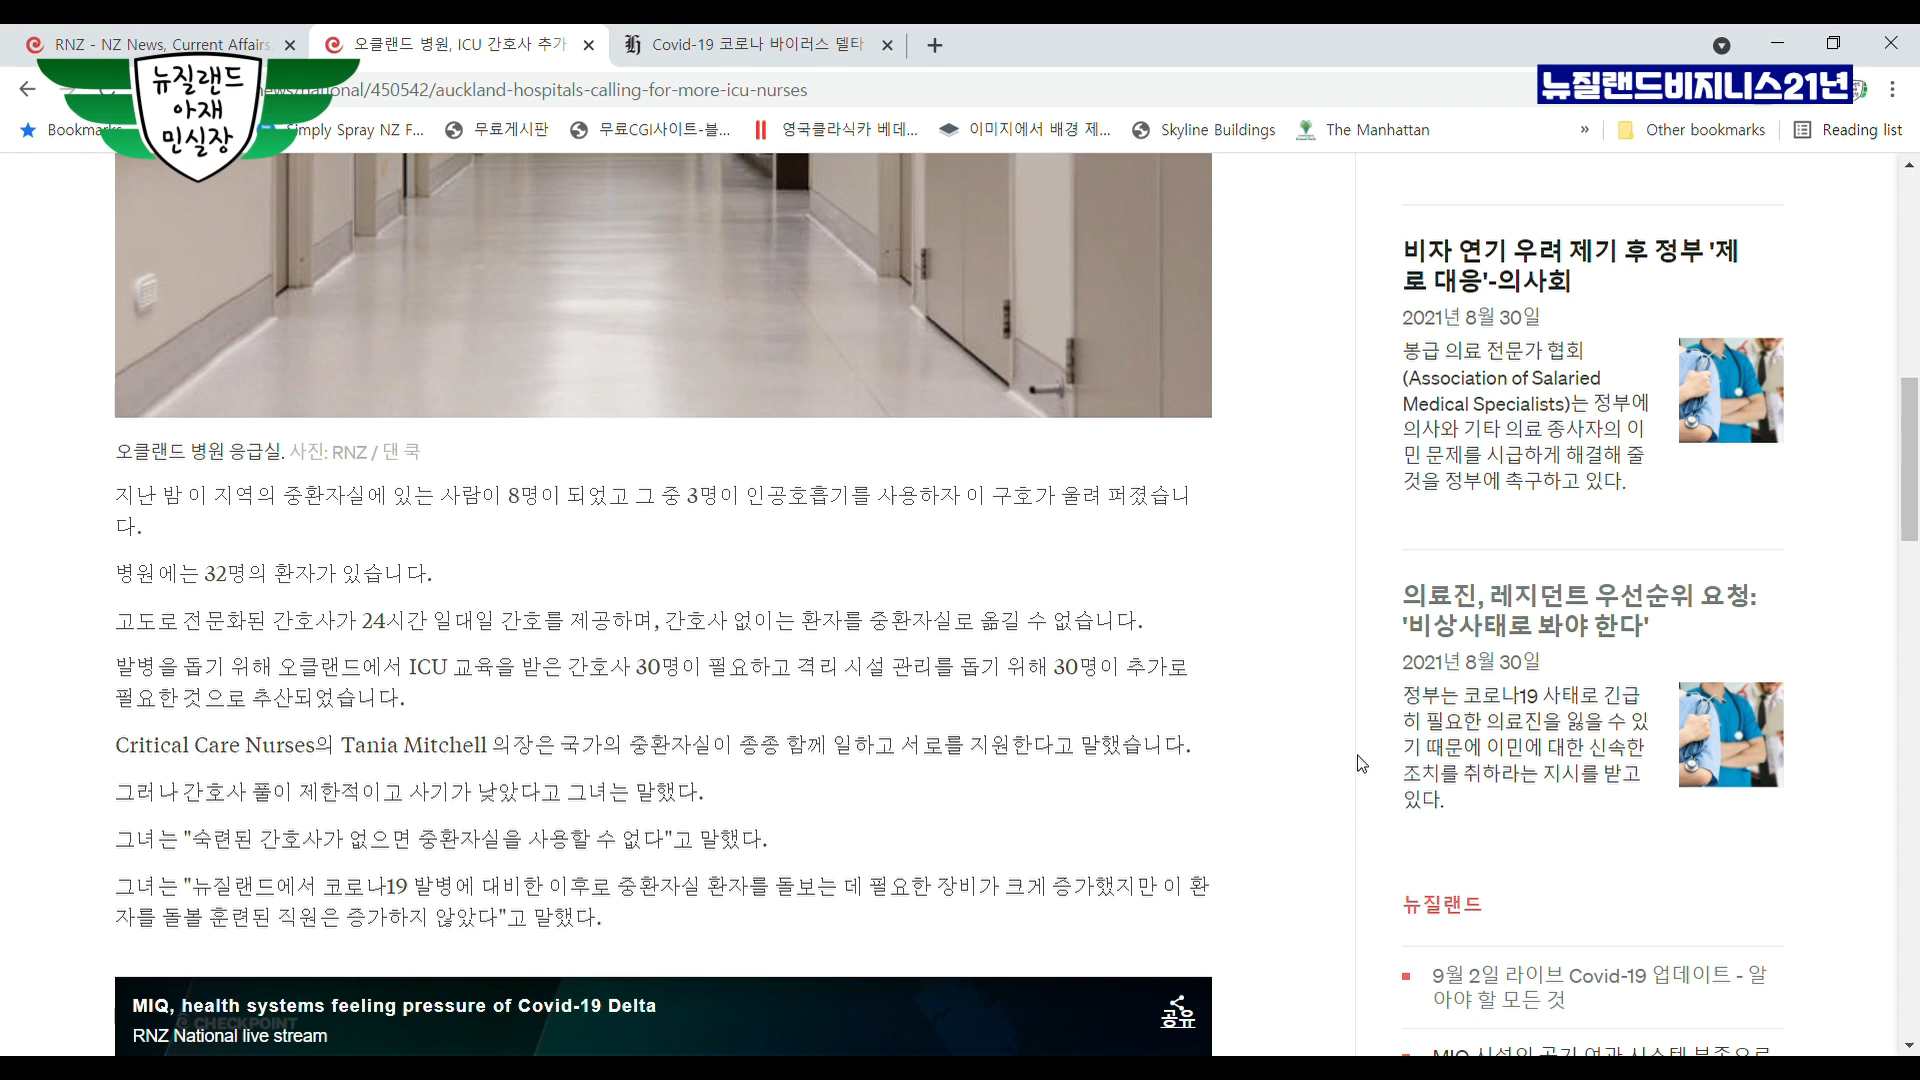 RNZ - NZ News, Current Affairs
오클랜드 병원, ICU 간호사 추가
Covid-19 코로나 바이러스 델타
뉴질랜드
아재
민실장
news/national/450542/auckland-hospitals-calling-for-more-icu-nurses
뉴질랜드비지니스21년
Bookmarks
Simply Spray NZ F...
무료게시판
무료CGI사이트-블...
영국클라식카 베데...
이미지에서 배경 제...
Skyline Buildings
The Manhattan
Other bookmarks
Reading list
오클랜드 병원 응급실. 사진: RNZ / 댄 쿡
지난 밤 이 지역의 중환자실에 있는 사람이 8명이 되었고 그 중 3명이 인공호흡기를 사용하자 이 구호가 울려 퍼졌습니
다.
병원에는 32명의 환자가 있습니다.
고도로 전문화된 간호사가 24시간 일대일 간호를 제공하며, 간호사 없이는 환자를 중환자실로 옮길 수 없습니다.
발병을 돕기 위해 오클랜드에서 ICU 교육을 받은 간호사 30명이 필요하고 격리 시설 관리를 돕기 위해 30명이 추가로
필요한 것으로 추산되었습니다.
Critical Care Nurses의 Tania Mitchell 의장은 국가의 중환자실이 종종 함께 일하고 서로를 지원한다고 말했습니다.
그러나 간호사 풀이 제한적이고 사기가 낮았다고 그녀는 말했다.
그녀는 "숙련된 간호사가 없으면 중환자실을 사용할 수 없다"고 말했다.
그녀는 "뉴질랜드에서 코로나19 발병에 대비한 이후로 중환자실 환자를 돌보는 데 필요한 장비가 크게 증가했지만 이 환
자를 돌볼 훈련된 직원은 증가하지 않았다"고 말했다.
MIQ, health systems feeling pressure of Covid-19 Delta
CHECKPOINT
RNZ National live stream
공유
비자 연기 우려 제기 후 정부 '제
로 대응'-의사회
2021년 8월 30일
봉급 의료 전문가 협회
(Association of Salaried
Medical Specialists)는 정부에
의사와 기타 의료 종사자의 이
민 문제를 시급하게 해결해 줄
것을 정부에 촉구하고 있다.
의료진, 레지던트 우선순위 요청:
'비상사태로 봐야 한다'
2021년 8월 30일
정부는 코로나19 사태로 긴급
히 필요한 의료진을 잃을 수 있
기 때문에 이민에 대한 신속한
조치를 취하라는 지시를 받고
있다.
뉴질랜드
9월 2일 라이브 Covid-19 업데이트 - 알
아야 할 모든 것
MIQ 시설의 공기 여과 시스템 부족으로